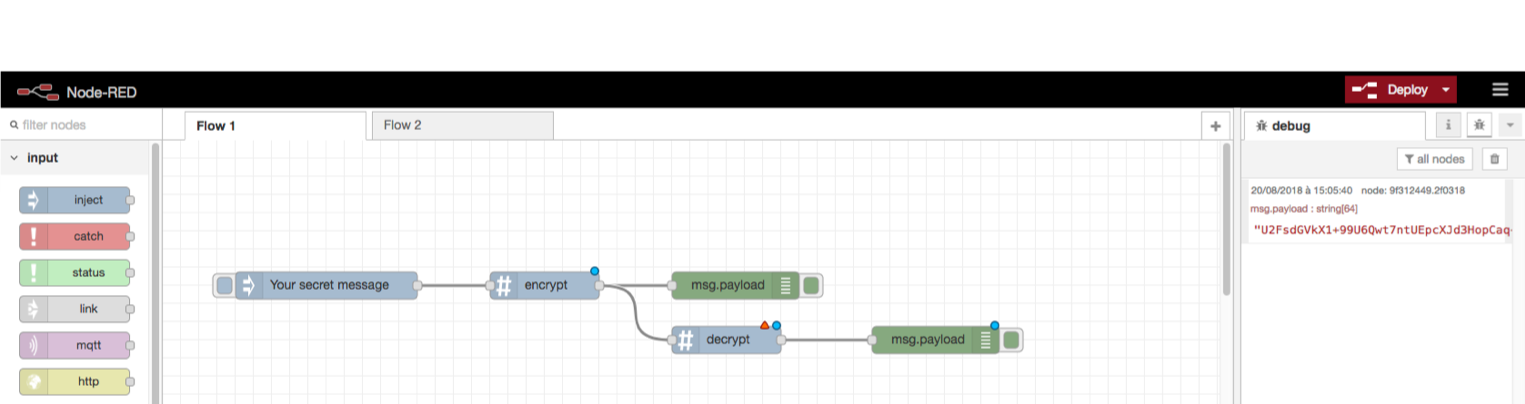 Node-RED
Deploy
filter nodes
Flow 1
Flow 2
+
i
debug
input
all nodes
inject
20/08/2018 à 15:05:40 node: 9f312449.2f0318
msg.payload : string[64]
"U2FsdGVkX1+99U6Qwt7ntUEpcXJd3HopCaq
catch
status
Your secret message
encrypt
msg.payload
link
decrypt
msg.payload
mqtt
http